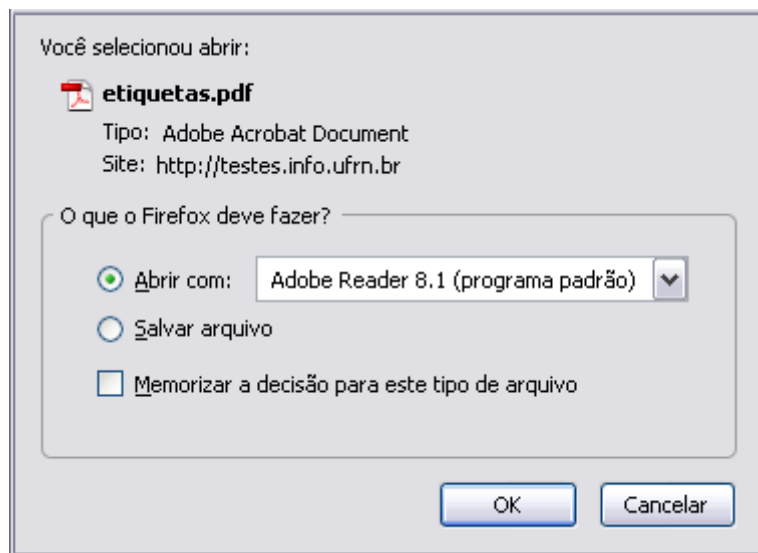 Você selecionou abrir:
etiquetas.pdf
Tipo: Adobe Acrobat Document
Site: http://testes.info.ufrn.br
O que o Firefox deve fazer?
Abrir com: Adobe Reader 8.1 (programa padrão)
Salvar arquivo
Memorizar a decisão para este tipo de arquivo
OK Cancelar